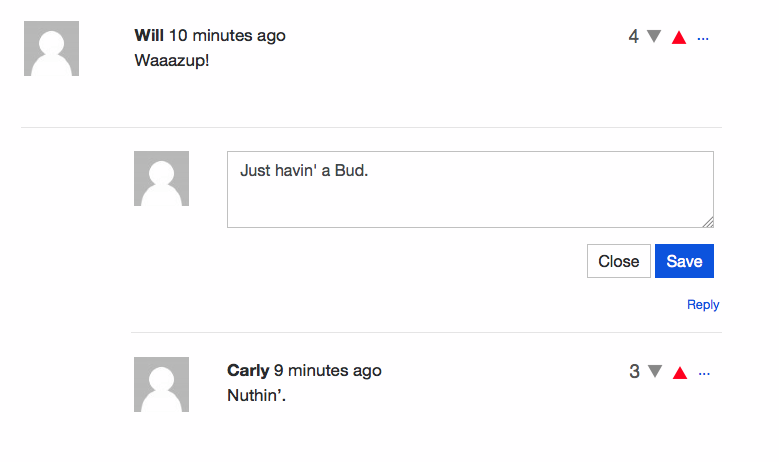 Will 10 minutes ago 4 ...
Waaazup!
Just havin' a Bud.
Close Save
Reply
Carly 9 minutes ago 3 ...
Nuthin’.